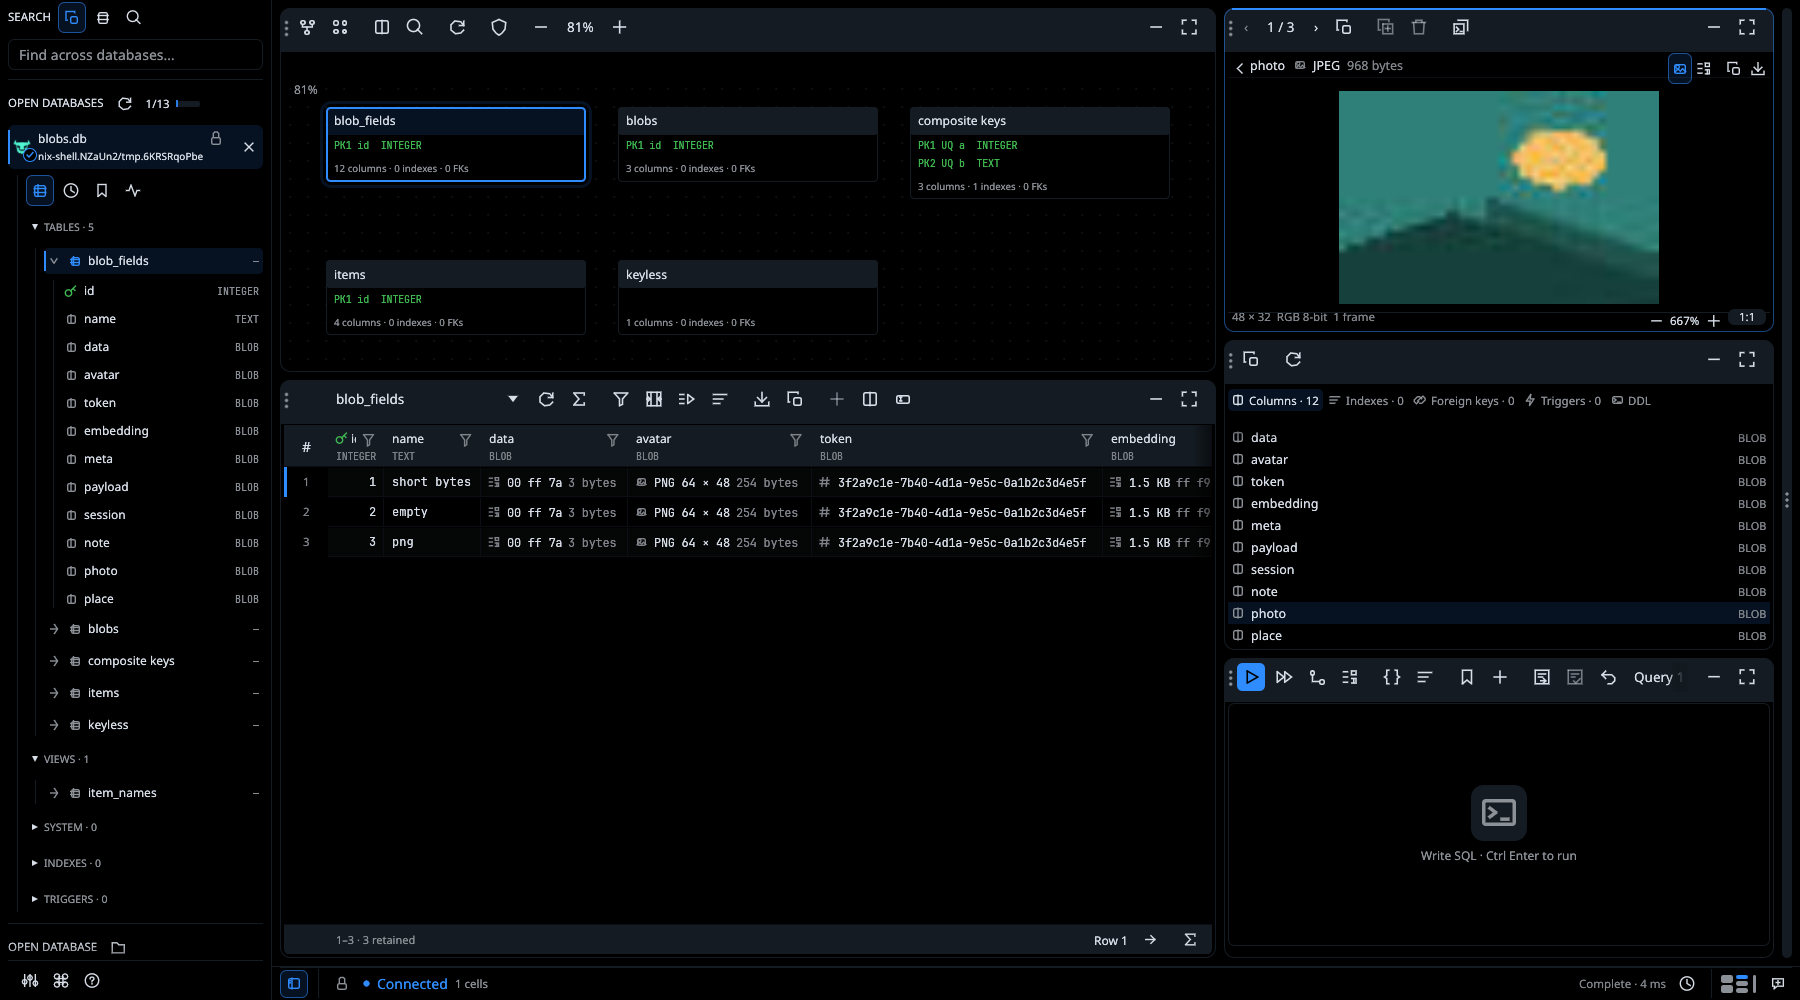 SEARCH
Find across databases...
OPEN DATABASES 1/13
blobs.db
nix-shell.NZaUn2/tmp.6KRSRqoPbe
TABLES · 5
blob_fields –
id INTEGER
name TEXT
data BLOB
avatar BLOB
token BLOB
embedding BLOB
meta BLOB
payload BLOB
session BLOB
note BLOB
photo BLOB
place BLOB
blobs –
composite keys –
items –
keyless –
VIEWS · 1
item_names –
SYSTEM · 0
INDEXES · 0
TRIGGERS · 0
OPEN DATABASE
81%
81%
blob_fields
PK1 id INTEGER
12 columns · 0 indexes · 0 FKs
blobs
PK1 id INTEGER
3 columns · 0 indexes · 0 FKs
composite keys
PK1 UQ a INTEGER
PK2 UQ b TEXT
3 columns · 1 indexes · 0 FKs
items
PK1 id INTEGER
4 columns · 0 indexes · 0 FKs
keyless
1 columns · 0 indexes · 0 FKs
blob_fields
# name data avatar token embedding
INTEGER TEXT BLOB BLOB BLOB BLOB
1 1 short bytes 00 ff 7a 3 bytes PNG 64 × 48 254 bytes # 3f2a9c1e-7b40-4d1a-9e5c-0a1b2c3d4e5f 1.5 KB ff f9
2 2 empty 00 ff 7a 3 bytes PNG 64 × 48 254 bytes # 3f2a9c1e-7b40-4d1a-9e5c-0a1b2c3d4e5f 1.5 KB ff f9
3 3 png 00 ff 7a 3 bytes PNG 64 × 48 254 bytes # 3f2a9c1e-7b40-4d1a-9e5c-0a1b2c3d4e5f 1.5 KB ff f9
1–3 · 3 retained Row 1
1 / 3
photo JPEG 968 bytes
48 × 32 RGB 8-bit 1 frame 667% 1:1
Columns · 12 Indexes · 0 Foreign keys · 0 Triggers · 0 DDL
data BLOB
avatar BLOB
token BLOB
embedding BLOB
meta BLOB
payload BLOB
session BLOB
note BLOB
photo BLOB
place BLOB
Query 1
Write SQL · Ctrl Enter to run
Connected 1 cells
Complete · 4 ms